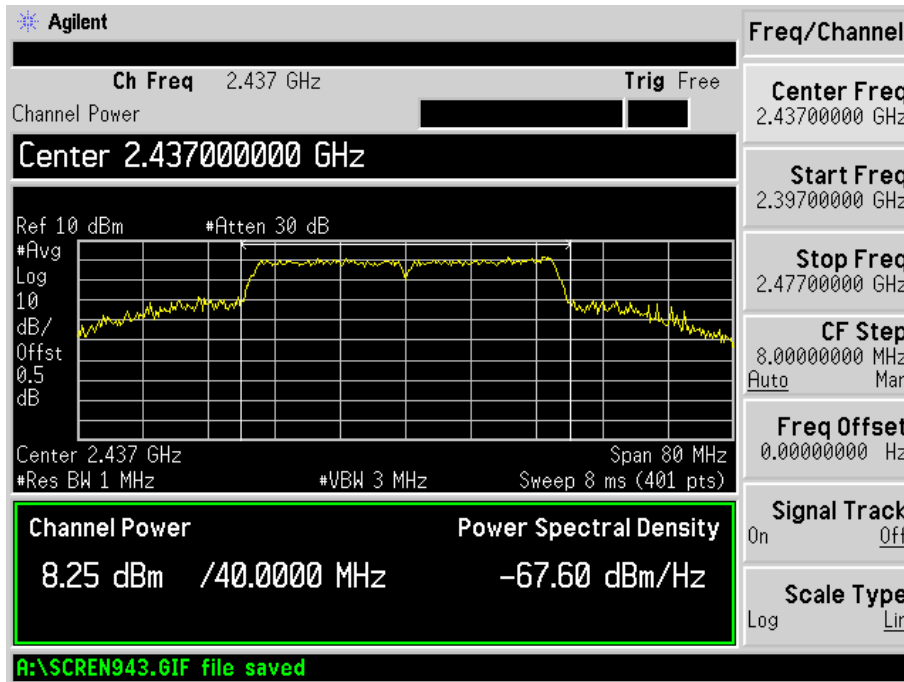 Agilent
Freq/Channel
Ch Freq 2.437 GHz Trig Free
Channel Power
Center 2.437000000 GHz
Ref 10 dBm #Atten 30 dB
#Avg
Log
10
dB/
Offst
0.5
dB
Center 2.437 GHz Span 80 MHz
#Res BW 1 MHz #VBW 3 MHz Sweep 8 ms (401 pts)
Channel Power Power Spectral Density
8.25 dBm /40.0000 MHz -67.60 dBm/Hz
A:\SCREN943.GIF file saved
Center Freq
2.43700000 GHz
Start Freq
2.39700000 GHz
Stop Freq
2.47700000 GHz
CF Step
8.00000000 MHz
Auto Man
Freq Offset
0.00000000 Hz
Signal Track
On Off
Scale Type
Log Lin